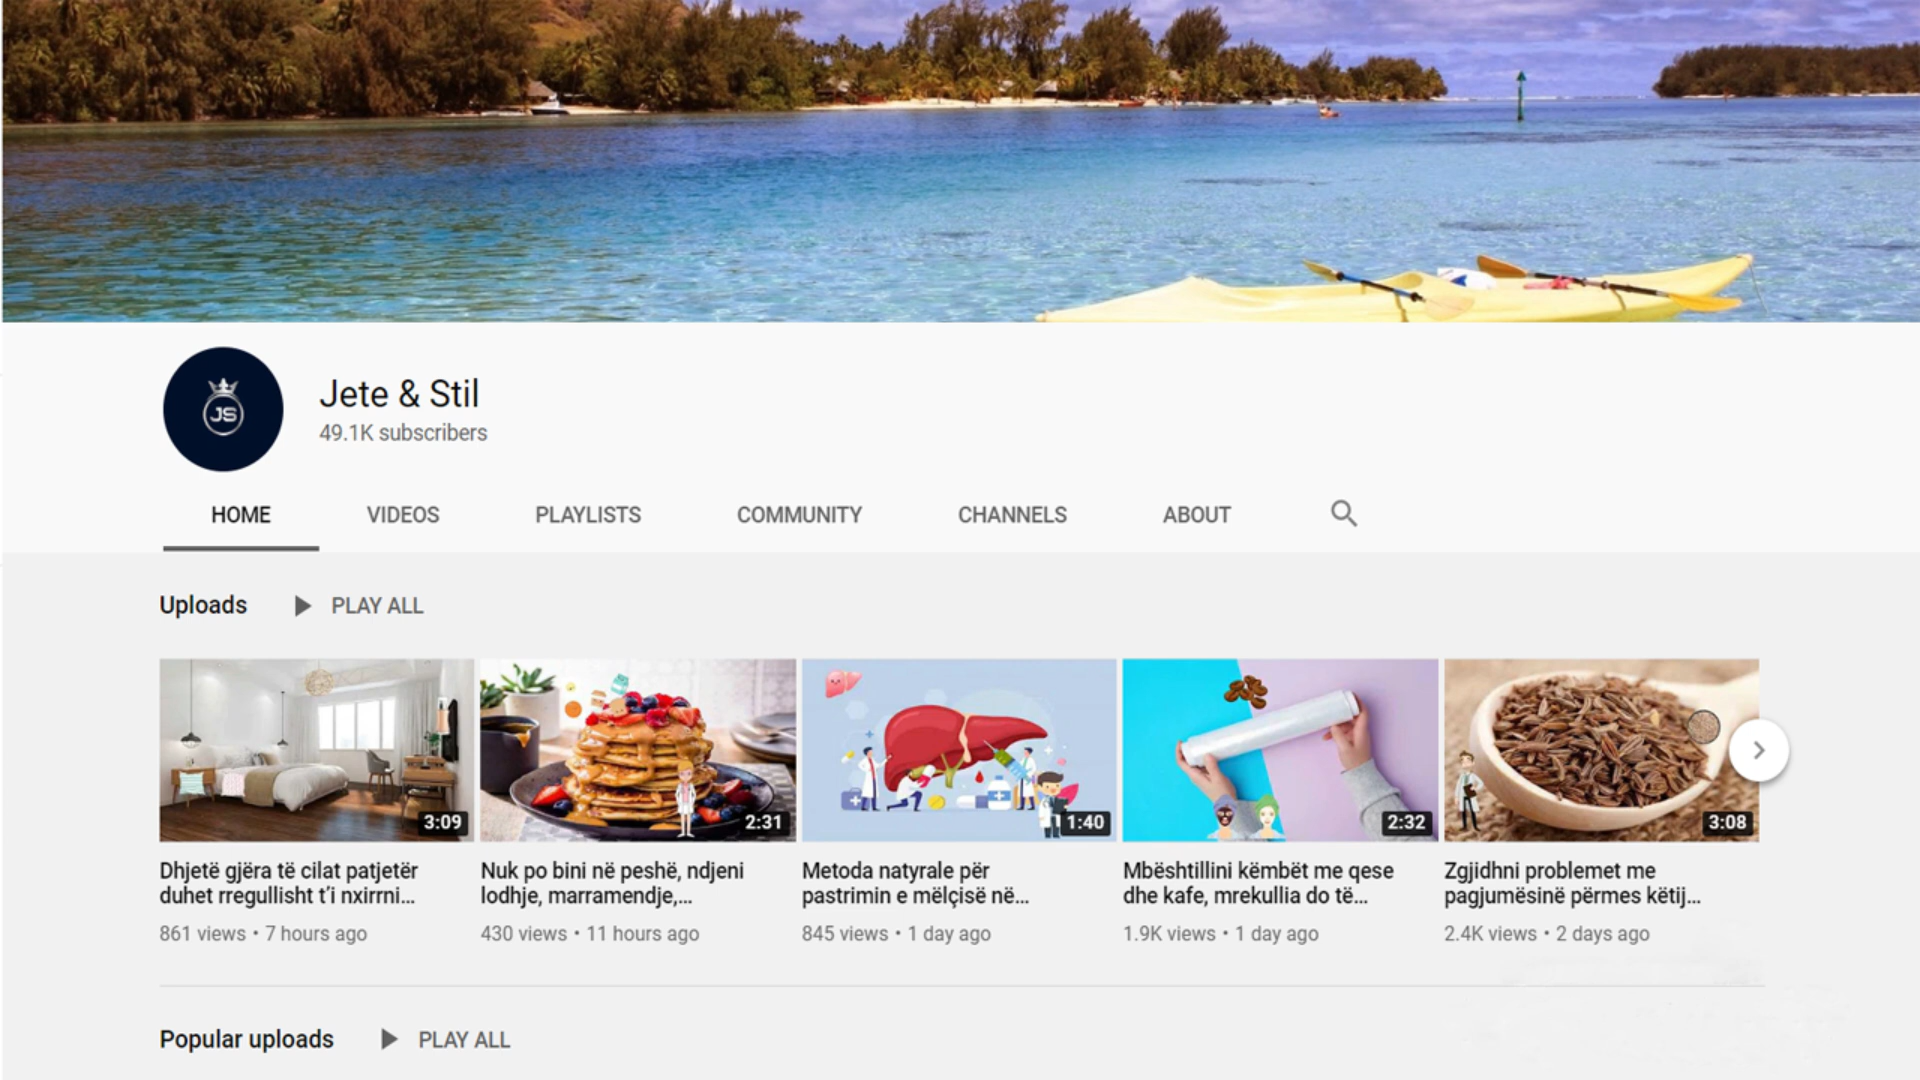 JS
Jete & Stil
49.1K subscribers
HOME VIDEOS PLAYLISTS COMMUNITY CHANNELS ABOUT
Uploads PLAY ALL
3:09 2:31 1:40 2:32 3:08
Dhjetë gjëra të cilat patjetër
duhet rregullisht t'i nxirrni...
861 views • 7 hours ago
Nuk po bini në peshë, ndjeni
lodhje, marramendje,...
430 views • 11 hours ago
Metoda natyrale për
pastrimin e mëlçisë në...
845 views • 1 day ago
Mbështillini këmbët me qese
dhe kafe, mrekullia do të...
1.9K views • 1 day ago
Zgjidhni problemet me
pagjumësinë përmes këtij...
2.4K views • 2 days ago
Popular uploads PLAY ALL